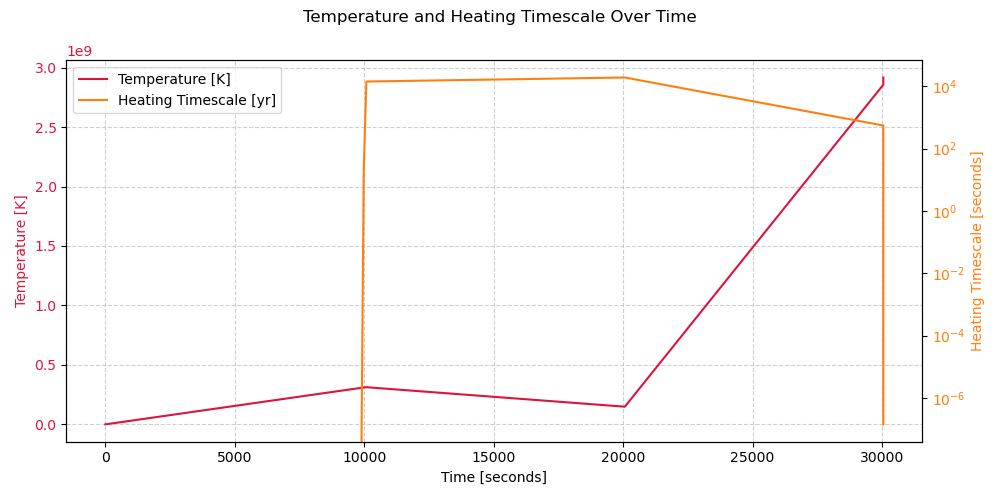 Temperature and Heating Timescale Over Time
1e9
Temperature [K]
Heating Timescale [yr]
3.0
2.5
2.0
1.5
1.0
0.5
0.0
Temperature [K]
10^4
10^2
10^0
10^-2
10^-4
10^-6
Heating Timescale [seconds]
0 5000 10000 15000 20000 25000 30000
Time [seconds]